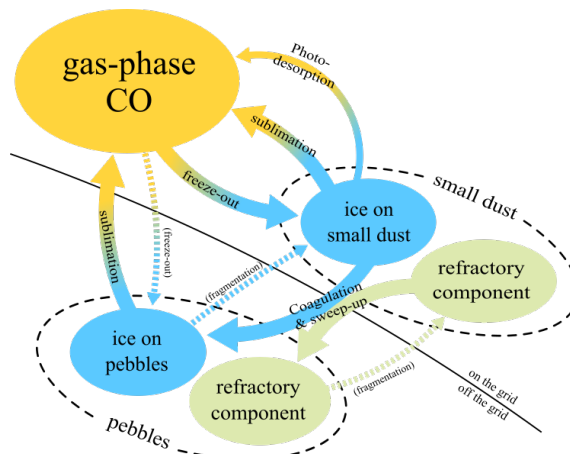 gas-phase
CO
Photo-
desorption
sublimation
freeze-out
small dust
ice on
small dust
refractory
component
sublimation
(freeze-out)
(fragmentation)
Coagulation
& sweep-up
ice on
pebbles
refractory
component
(fragmentation)
pebbles
on the grid
off the grid